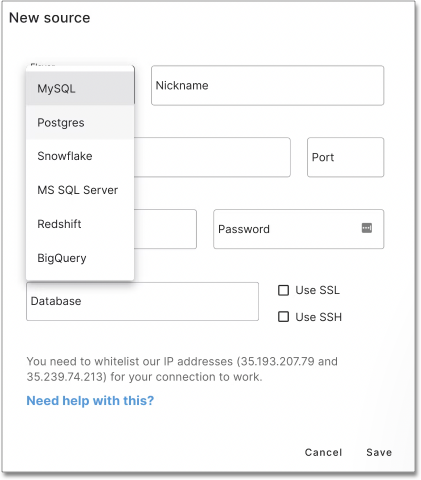 New source
MySQL
Nickname
Postgres
Snowflake
Port
MS SQL Server
Redshift
Password
BigQuery
Database
Use SSL
Use SSH
You need to whitelist our IP addresses (35.193.207.79 and
35.239.74.213) for your connection to work.
Need help with this?
Cancel Save